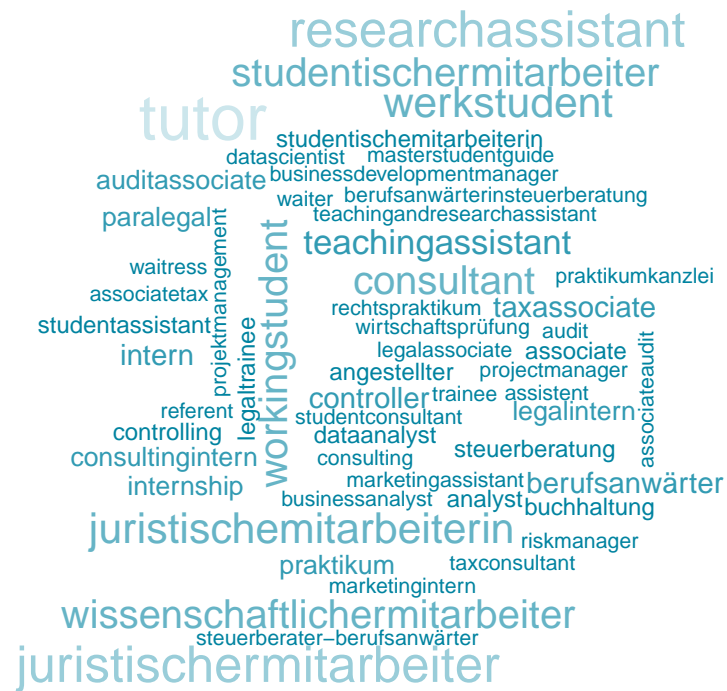 researchassistant
studentischermitarbeiter
tutor
werkstudent
studentischemitarbeiterin
datascientist masterstudentguide
auditassociate businessdevelopmentmanager
waiter berufsanwärterinsteuerberatung
paralegal teachingandresearchassistant
projektmanagement
workingstudent
teachingassistant
waitress consultant praktikumkanzlei
associatetax rechtspraktikum taxassociate
studentassistant wirtschaftsprüfung audit
intern legaltrainee legalassociate associate associateaudit
angestellter projectmanager
controller trainee assistent
referent studentconsultant legalintern
controlling dataanalyst
consultingintern consulting steuerberatung
internship marketingassistant berufsanwärter
businessanalyst analyst buchhaltung
juristischemitarbeiterin riskmanager
praktikum taxconsultant
marketingintern
wissenschaftlichermitarbeiter
steuerberater−berufsanwärter
juristischermitarbeiter